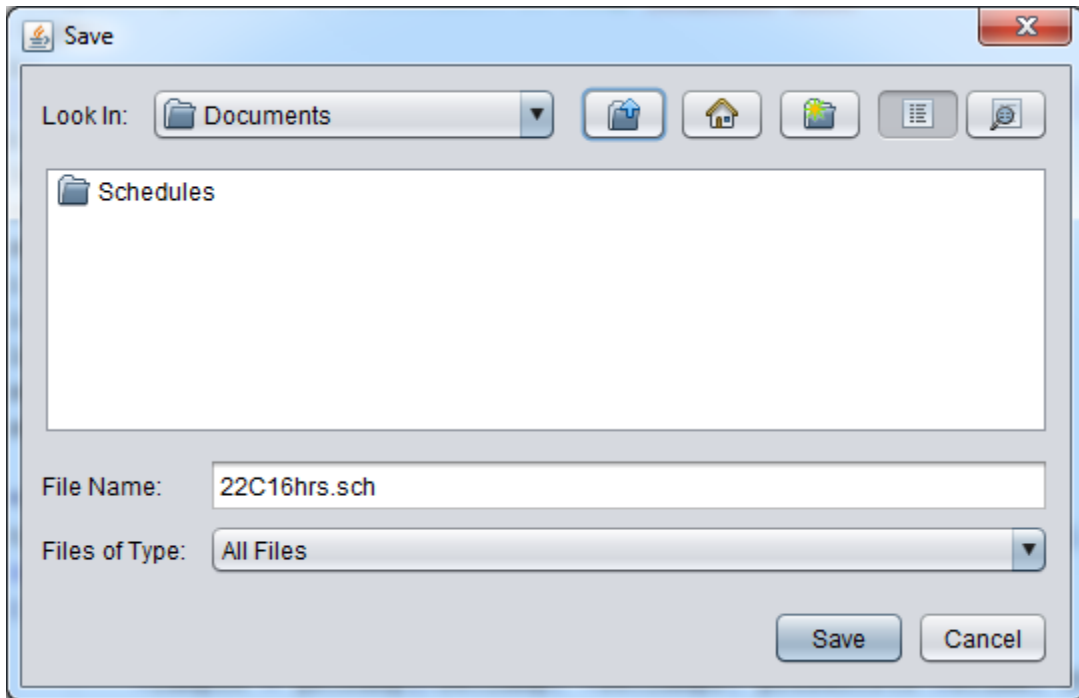 Save
Look In: Documents
Schedules
File Name: 22C16hrs.sch
Files of Type: All Files
Save Cancel